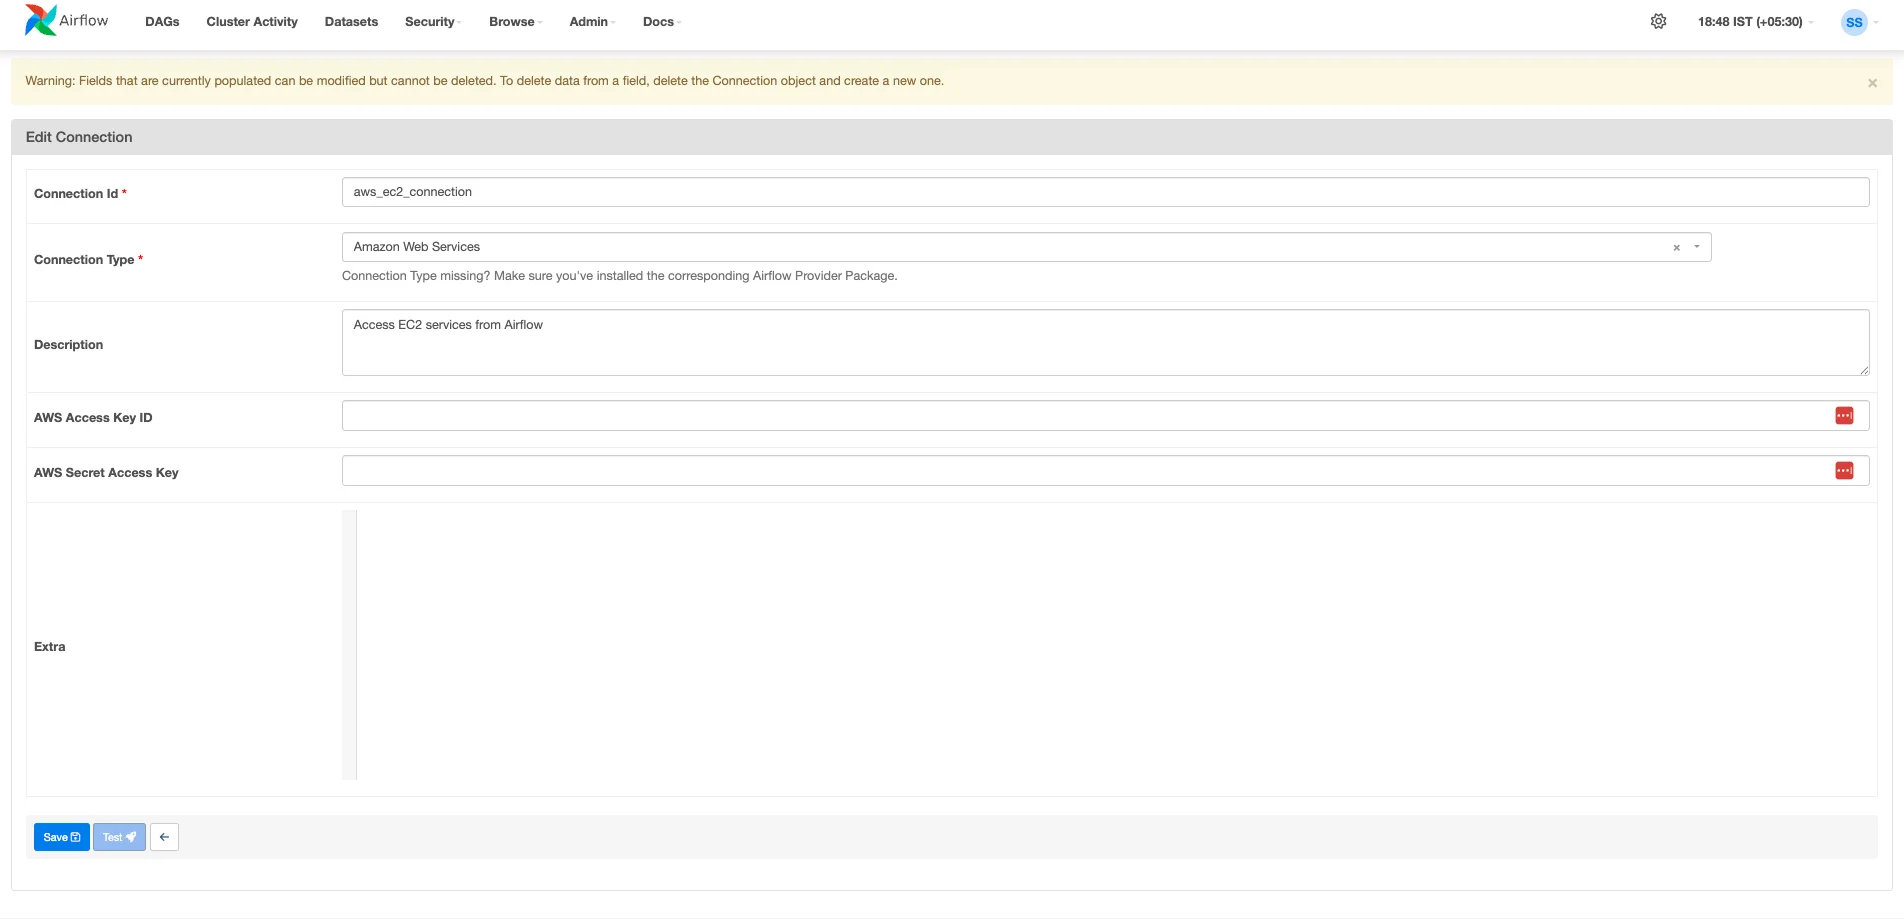 Airflow DAGs Cluster Activity Datasets Security Browse Admin Docs 18:48 IST (+05:30) SS
Warning: Fields that are currently populated can be modified but cannot be deleted. To delete data from a field, delete the Connection object and create a new one. ×
Edit Connection
Connection Id * aws_ec2_connection
Connection Type * Amazon Web Services ×
Connection Type missing? Make sure you've installed the corresponding Airflow Provider Package.
Description Access EC2 services from Airflow
AWS Access Key ID
AWS Secret Access Key
Extra
Save Test ←